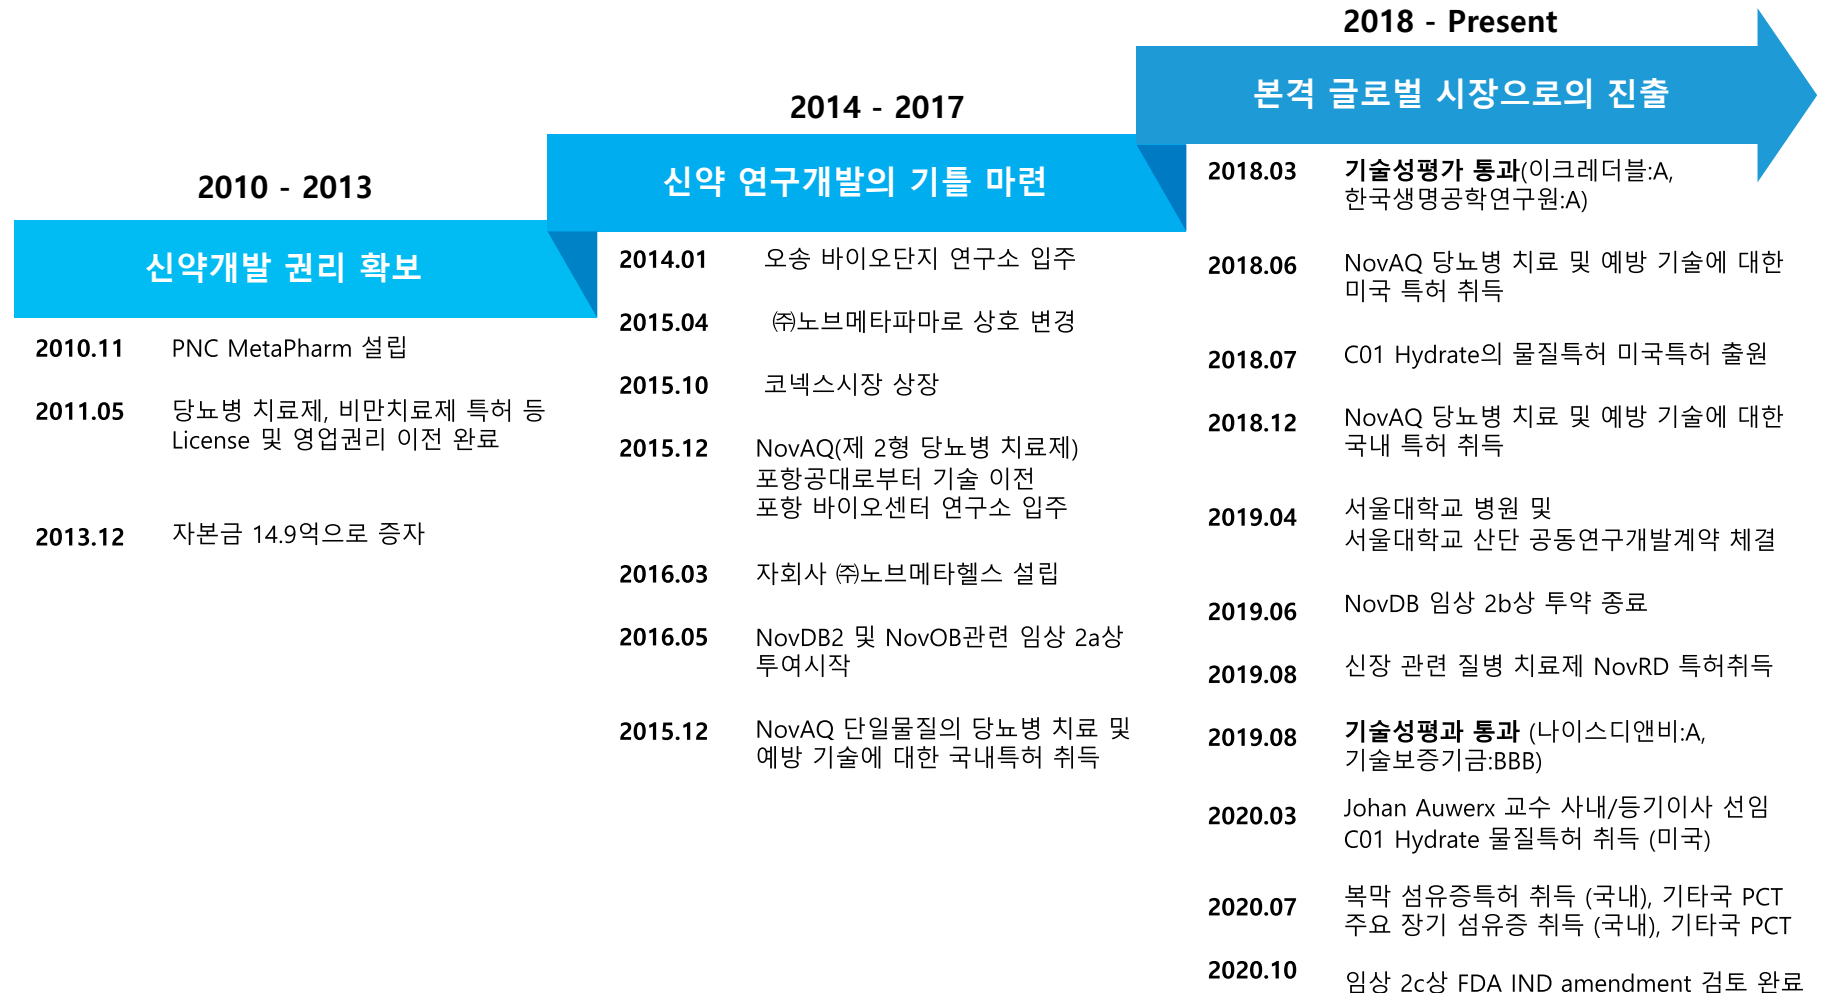 2010 - 2013
신약개발 권리 확보
2010.11 PNC MetaPharm 설립
2011.05 당뇨병 치료제, 비만치료제 특허 등
License 및 영업권리 이전 완료
2013.12 자본금 14.9억으로 증자
2014 - 2017
신약 연구개발의 기틀 마련
2014.01 오송 바이오단지 연구소 입주
2015.04 ㈜노브메타파마로 상호 변경
2015.10 코넥스시장 상장
2015.12 NovAQ(제 2형 당뇨병 치료제)
포항공대로부터 기술 이전
포항 바이오센터 연구소 입주
2016.03 자회사 ㈜노브메타헬스 설립
2016.05 NovDB2 및 NovOB관련 임상 2a상
투여시작
2015.12 NovAQ 단일물질의 당뇨병 치료 및
예방 기술에 대한 국내특허 취득
2018 - Present
본격 글로벌 시장으로의 진출
2018.03 기술성평가 통과(이크레더블:A,
한국생명공학연구원:A)
2018.06 NovAQ 당뇨병 치료 및 예방 기술에 대한
미국 특허 취득
2018.07 C01 Hydrate의 물질특허 미국특허 출원
2018.12 NovAQ 당뇨병 치료 및 예방 기술에 대한
국내 특허 취득
2019.04 서울대학교 병원 및
서울대학교 산단 공동연구개발계약 체결
2019.06 NovDB 임상 2b상 투약 종료
2019.08 신장 관련 질병 치료제 NovRD 특허취득
2019.08 기술성평과 통과 (나이스디앤비:A,
기술보증기금:BBB)
2020.03 Johan Auwerx 교수 사내/등기이사 선임
C01 Hydrate 물질특허 취득 (미국)
2020.07 복막 섬유증특허 취득 (국내), 기타국 PCT
주요 장기 섬유증 취득 (국내), 기타국 PCT
2020.10 임상 2c상 FDA IND amendment 검토 완료